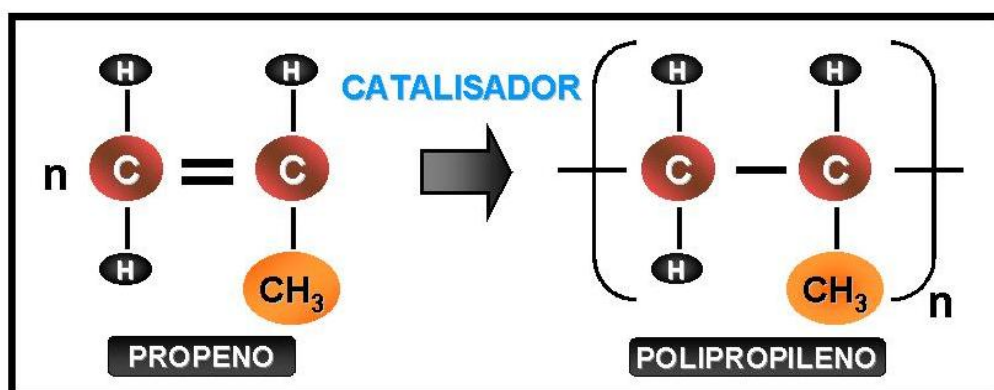 H H CATALISADOR H H
n C = C C — C
H CH₃ H CH₃ n
PROPENO POLIPROPILENO